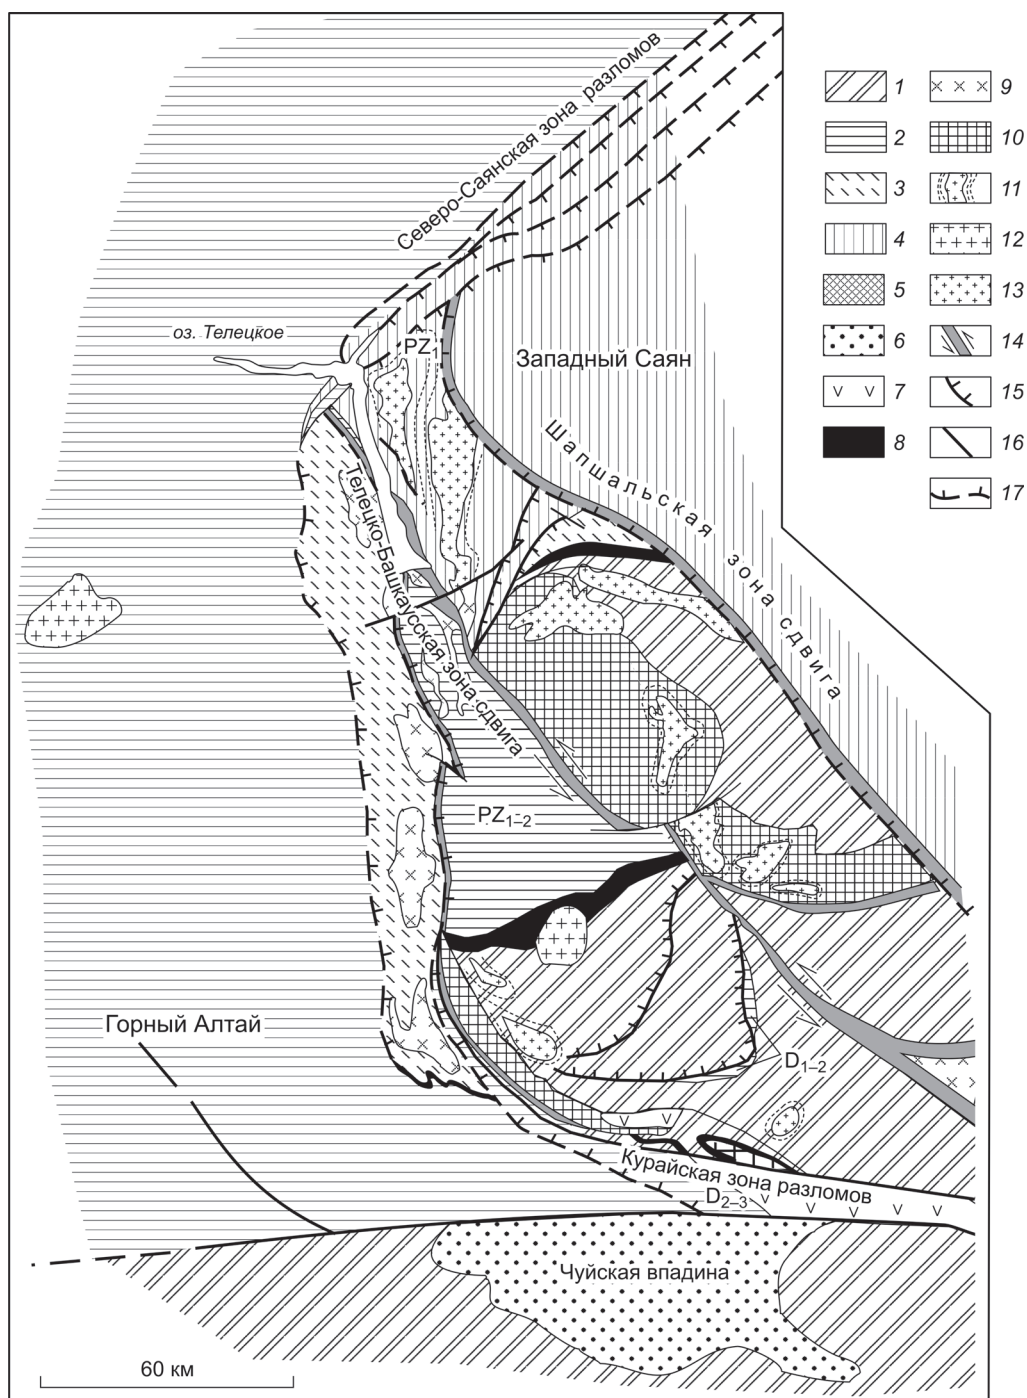 Северо-Саянская зона разломов
оз. Телецкое
PZ₁
Западный Саян
Шапшальская зона сдвига
Телецко-Башкаусская зона сдвига
PZ₁₋₂
Горный Алтай
D₁₋₂
Курайская зона разломов
D₂₋₃
Чуйская впадина
60 км
1
2
3
4
5
6
7
8
9
10
11
12
13
14
15
16
17